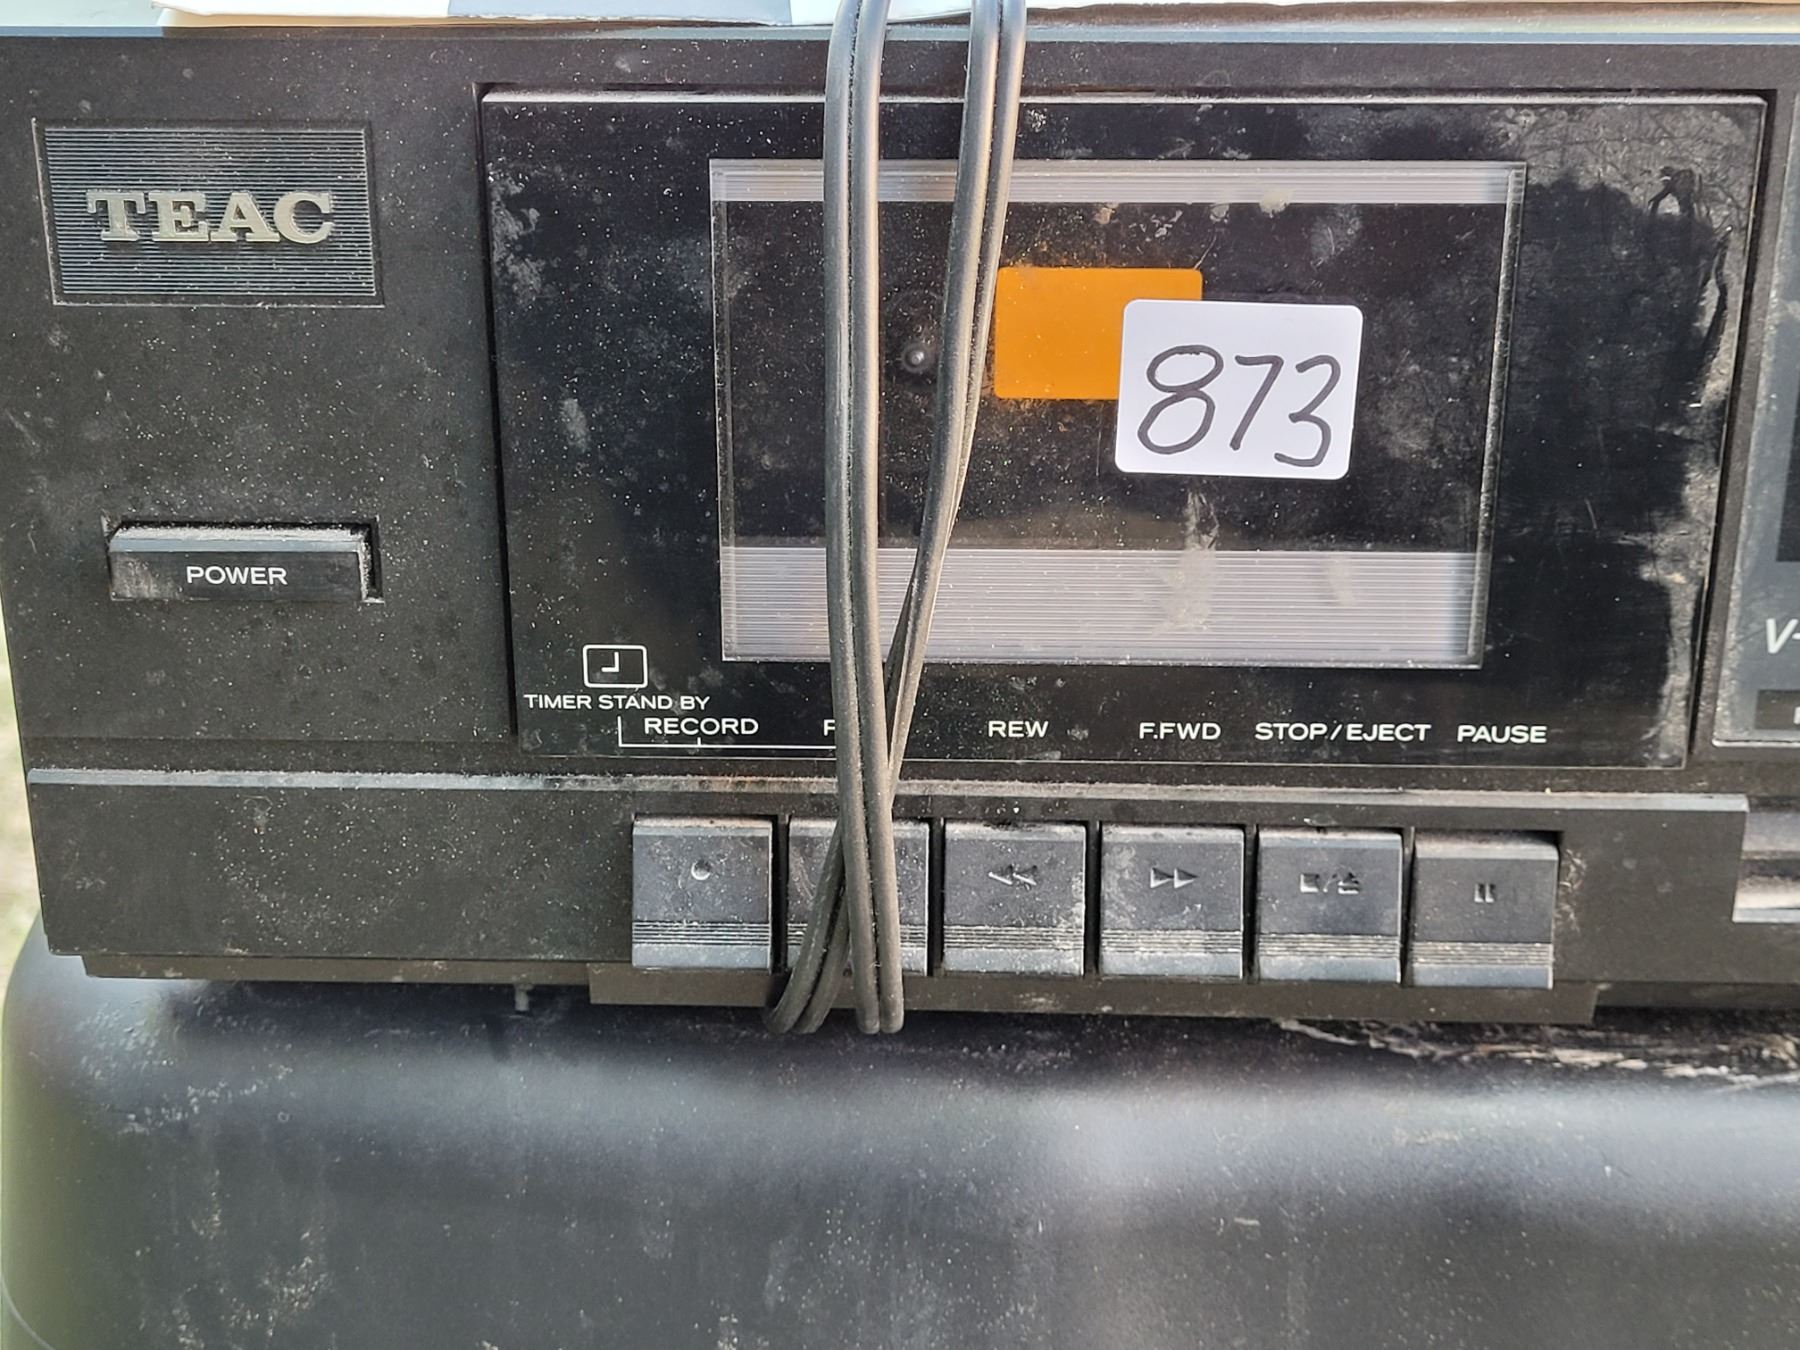 TEAC
873
POWER
V-
TIMER STAND BY
RECORD REW F.FWD STOP/EJECT PAUSE